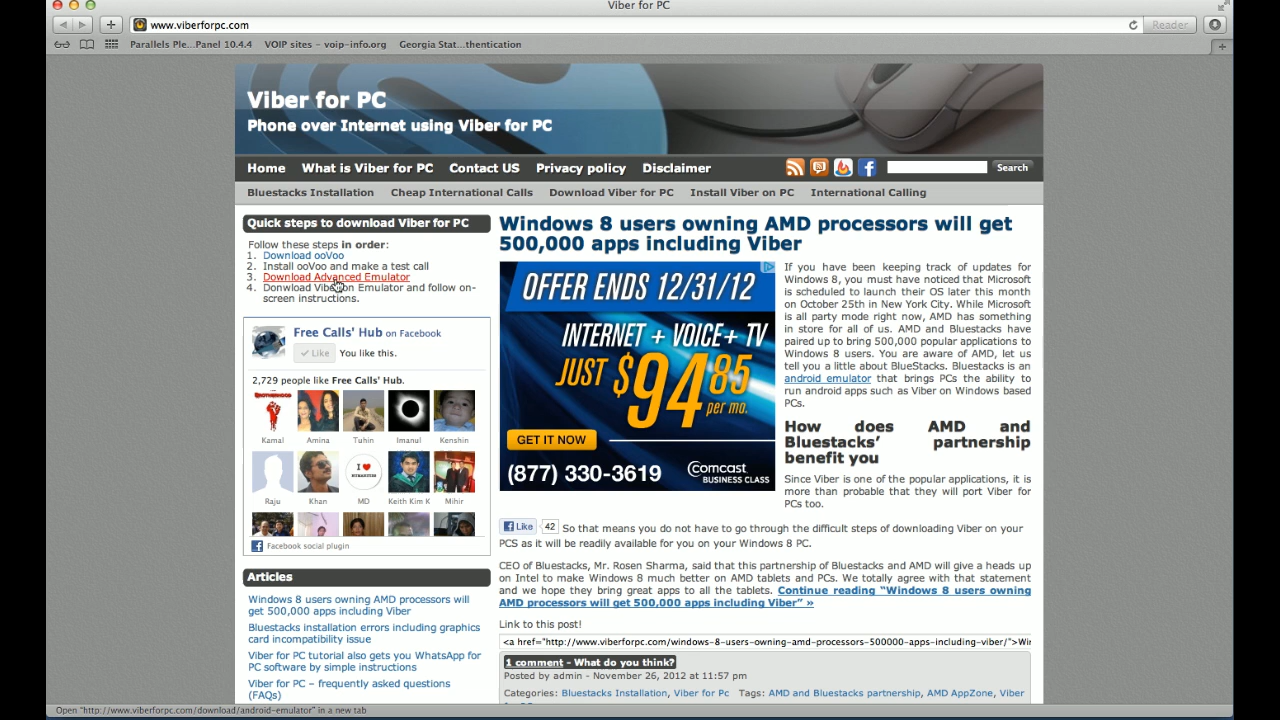 Viber for PC
www.viberforpc.com
Reader
Parallels Ple...Panel 10.4.4
VOIP sites - voip-info.org
Georgia Stat...thentication
Viber for PC
Phone over Internet using Viber for PC
Home
What is Viber for PC
Contact US
Privacy policy
Disclaimer
Search
Bluestacks Installation
Cheap International Calls
Download Viber for PC
Install Viber on PC
International Calling
Quick steps to download Viber for PC
Follow these steps in order:
1. Download ooVoo
2. Install ooVoo and make a test call
3. Download Advanced Emulator
4. Donwload Viber on Emulator and follow on-
screen instructions.
Free Calls' Hub on Facebook
Like
You like this.
2,729 people like Free Calls' Hub.
BROTHERHOOD
Kamal
Amina
Tuhin
Imanul
Kenshin
I
Raju
Khan
MD
Keith Kim K
Mihir
Facebook social plugin
Articles
Windows 8 users owning AMD processors will
get 500,000 apps including Viber
Bluestacks installation errors including graphics
card incompatibility issue
Viber for PC tutorial also gets you WhatsApp for
PC software by simple instructions
Viber for PC – frequently asked questions
(FAQs)
Windows 8 users owning AMD processors will get
500,000 apps including Viber
OFFER ENDS 12/31/12
INTERNET + VOICE + TV
JUST $94.85
per mo.
GET IT NOW
(877) 330-3619
Comcast
BUSINESS CLASS
If you have been keeping track of updates for
Windows 8, you must have noticed that Microsoft
is scheduled to launch their OS later this month
on October 25th in New York City. While Microsoft
is all party mode right now, AMD has something
in store for all of us. AMD and Bluestacks have
paired up to bring 500,000 popular applications to
Windows 8 users. You are aware of AMD, let us
tell you a little about BlueStacks. Bluestacks is an
android emulator that brings PCs the ability to
run android apps such as Viber on Windows based
PCs.
How does AMD and
Bluestacks' partnership
benefit you
Since Viber is one of the popular applications, it is
more than probable that they will port Viber for
PCs too.
Like 42 So that means you do not have to go through the difficult steps of downloading Viber on your
PCS as it will be readily available for you on your Windows 8 PC.
CEO of Bluestacks, Mr. Rosen Sharma, said that this partnership of Bluestacks and AMD will give a heads up
on Intel to make Windows 8 much better on AMD tablets and PCs. We totally agree with that statement
and we hope they bring great apps to all the tablets. Continue reading "Windows 8 users owning
AMD processors will get 500,000 apps including Viber" »
Link to this post!
<a href="http://www.viberforpc.com/windows-8-users-owning-amd-processors-500000-apps-including-viber/">Wi
1 comment - What do you think?
Posted by admin - November 26, 2012 at 11:57 pm
Categories: Bluestacks Installation, Viber for Pc Tags: AMD and Bluestacks partnership, AMD AppZone, Viber
Open "http://www.viberforpc.com/download/android-emulator" in a new tab